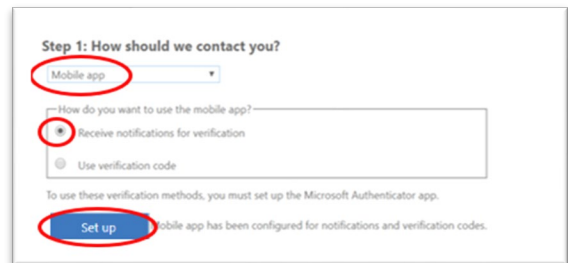 Step 1: How should we contact you?
Mobile app
How do you want to use the mobile app?
Receive notifications for verification
Use verification code
To use these verification methods, you must set up the Microsoft Authenticator app.
Set up Mobile app has been configured for notifications and verification codes.